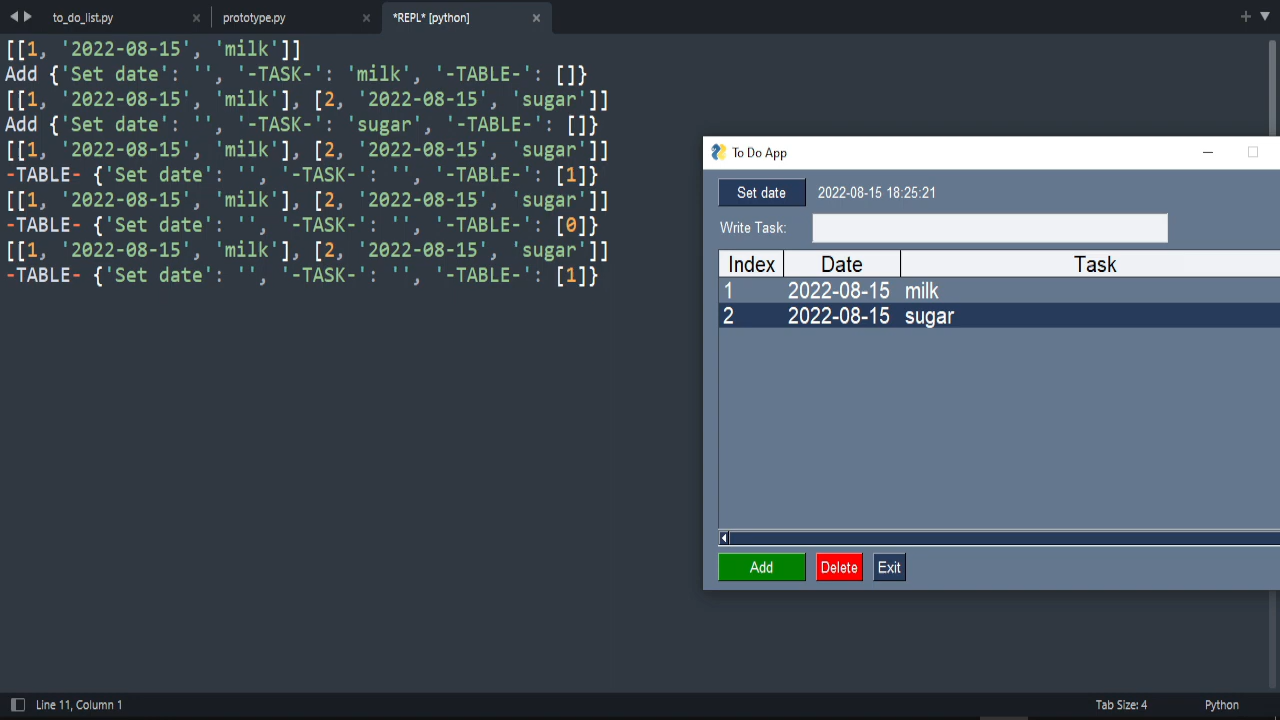 to_do_list.py prototype.py *REPL* [python]
[[1, '2022-08-15', 'milk']]
Add {'Set date': '', '-TASK-': 'milk', '-TABLE-': []}
[[1, '2022-08-15', 'milk'], [2, '2022-08-15', 'sugar']]
Add {'Set date': '', '-TASK-': 'sugar', '-TABLE-': []}
[[1, '2022-08-15', 'milk'], [2, '2022-08-15', 'sugar']]
-TABLE- {'Set date': '', '-TASK-': '', '-TABLE-': [1]}
[[1, '2022-08-15', 'milk'], [2, '2022-08-15', 'sugar']]
-TABLE- {'Set date': '', '-TASK-': '', '-TABLE-': [0]}
[[1, '2022-08-15', 'milk'], [2, '2022-08-15', 'sugar']]
-TABLE- {'Set date': '', '-TASK-': '', '-TABLE-': [1]}
To Do App
Set date 2022-08-15 18:25:21
Write Task:
Index Date Task
1 2022-08-15 milk
2 2022-08-15 sugar
Add Delete Exit
Line 11, Column 1 Tab Size: 4 Python